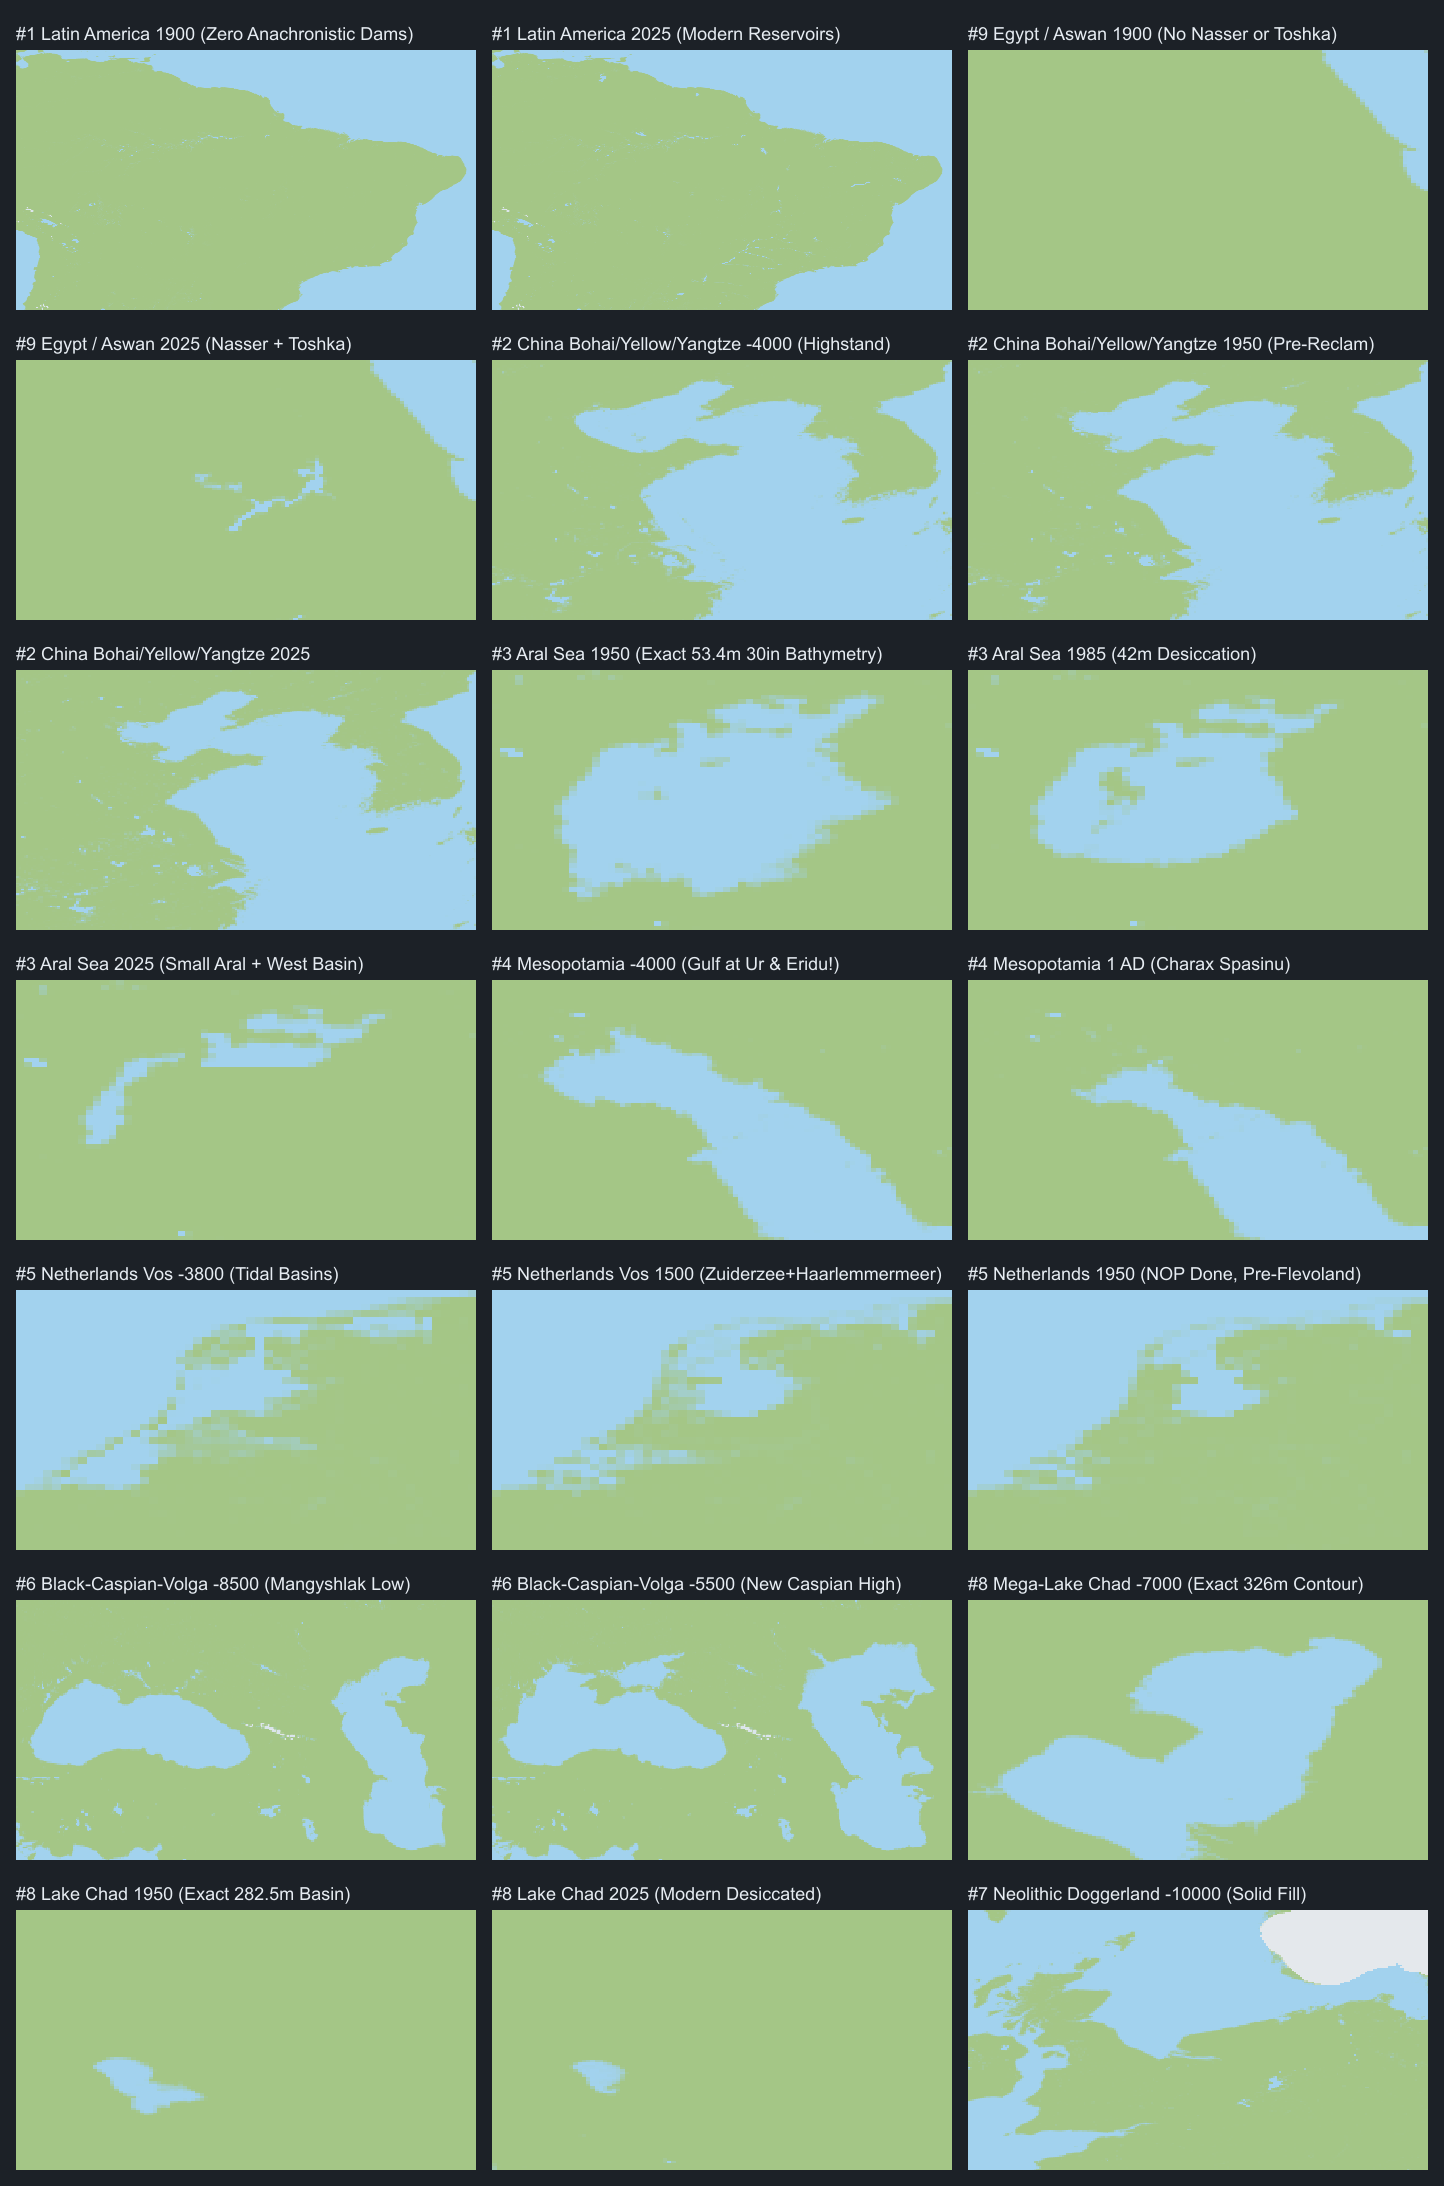 #1 Latin America 1900 (Zero Anachronistic Dams)
#1 Latin America 2025 (Modern Reservoirs)
#9 Egypt / Aswan 1900 (No Nasser or Toshka)
#9 Egypt / Aswan 2025 (Nasser + Toshka)
#2 China Bohai/Yellow/Yangtze -4000 (Highstand)
#2 China Bohai/Yellow/Yangtze 1950 (Pre-Reclam)
#2 China Bohai/Yellow/Yangtze 2025
#3 Aral Sea 1950 (Exact 53.4m 30in Bathymetry)
#3 Aral Sea 1985 (42m Desiccation)
#3 Aral Sea 2025 (Small Aral + West Basin)
#4 Mesopotamia -4000 (Gulf at Ur & Eridu!)
#4 Mesopotamia 1 AD (Charax Spasinu)
#5 Netherlands Vos -3800 (Tidal Basins)
#5 Netherlands Vos 1500 (Zuiderzee+Haarlemmermeer)
#5 Netherlands 1950 (NOP Done, Pre-Flevoland)
#6 Black-Caspian-Volga -8500 (Mangyshlak Low)
#6 Black-Caspian-Volga -5500 (New Caspian High)
#8 Mega-Lake Chad -7000 (Exact 326m Contour)
#8 Lake Chad 1950 (Exact 282.5m Basin)
#8 Lake Chad 2025 (Modern Desiccated)
#7 Neolithic Doggerland -10000 (Solid Fill)